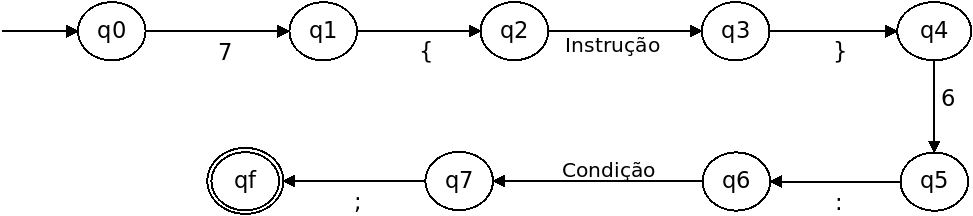 q0
7
q1
{
q2
Instrução
q3
}
q4
6
q5
:
q6
Condição
q7
;
qf